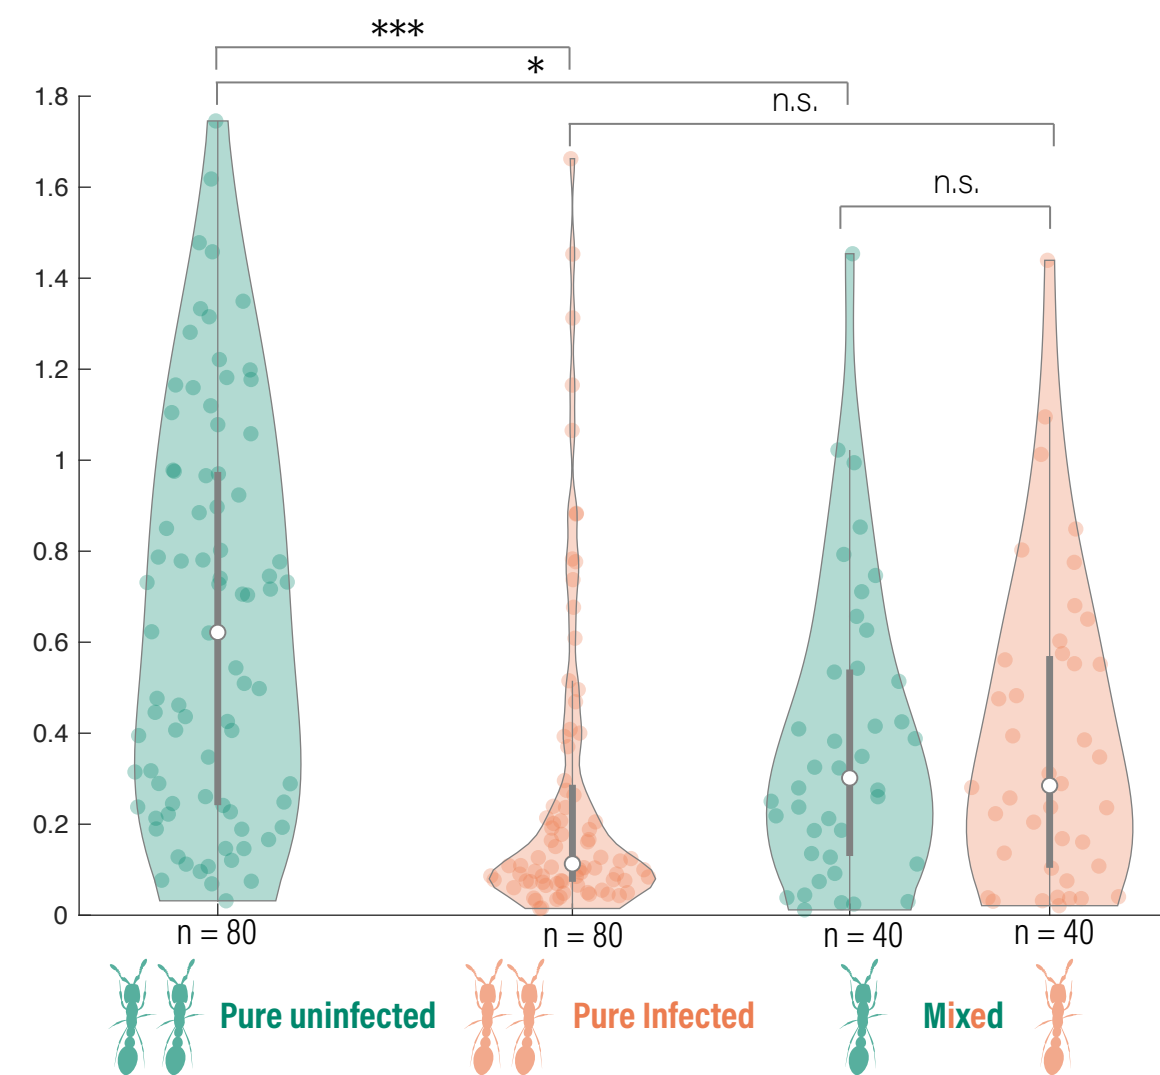 ***
*
n.s.
n.s.
1.8
1.6
1.4
1.2
1
0.8
0.6
0.4
0.2
0
n = 80
n = 80
n = 40
n = 40
Pure uninfected
Pure Infected
Mixed